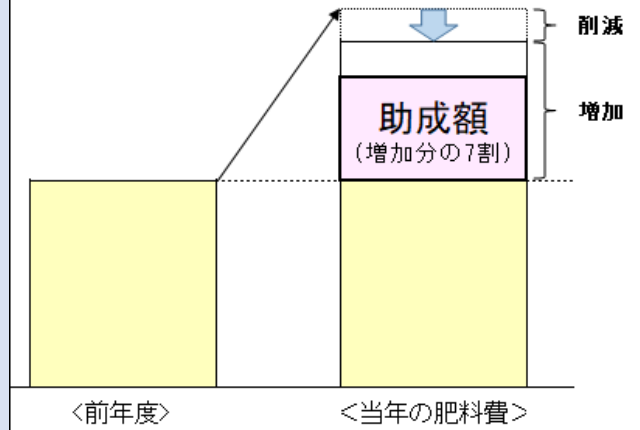 削減
増加
助成額
(増加分の7割)
<前年度>
<当年の肥料費>